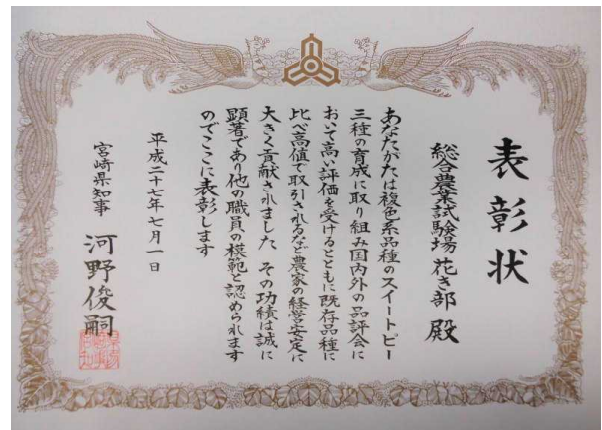 表彰状
総合農業試験場 花き部 殿
あなたがたは複色系品種のスイートピー
三種の育成に取り組み国内外の品評会に
おいて高い評価を受けるとともに既存品種に
比べ高値で取引されるなど農家の経営安定に
大きく貢献されました その功績は誠に
顕著であり他の職員の模範と認められます
のでここに表彰します
平成二十七年七月一日
宮崎県知事 河野俊嗣